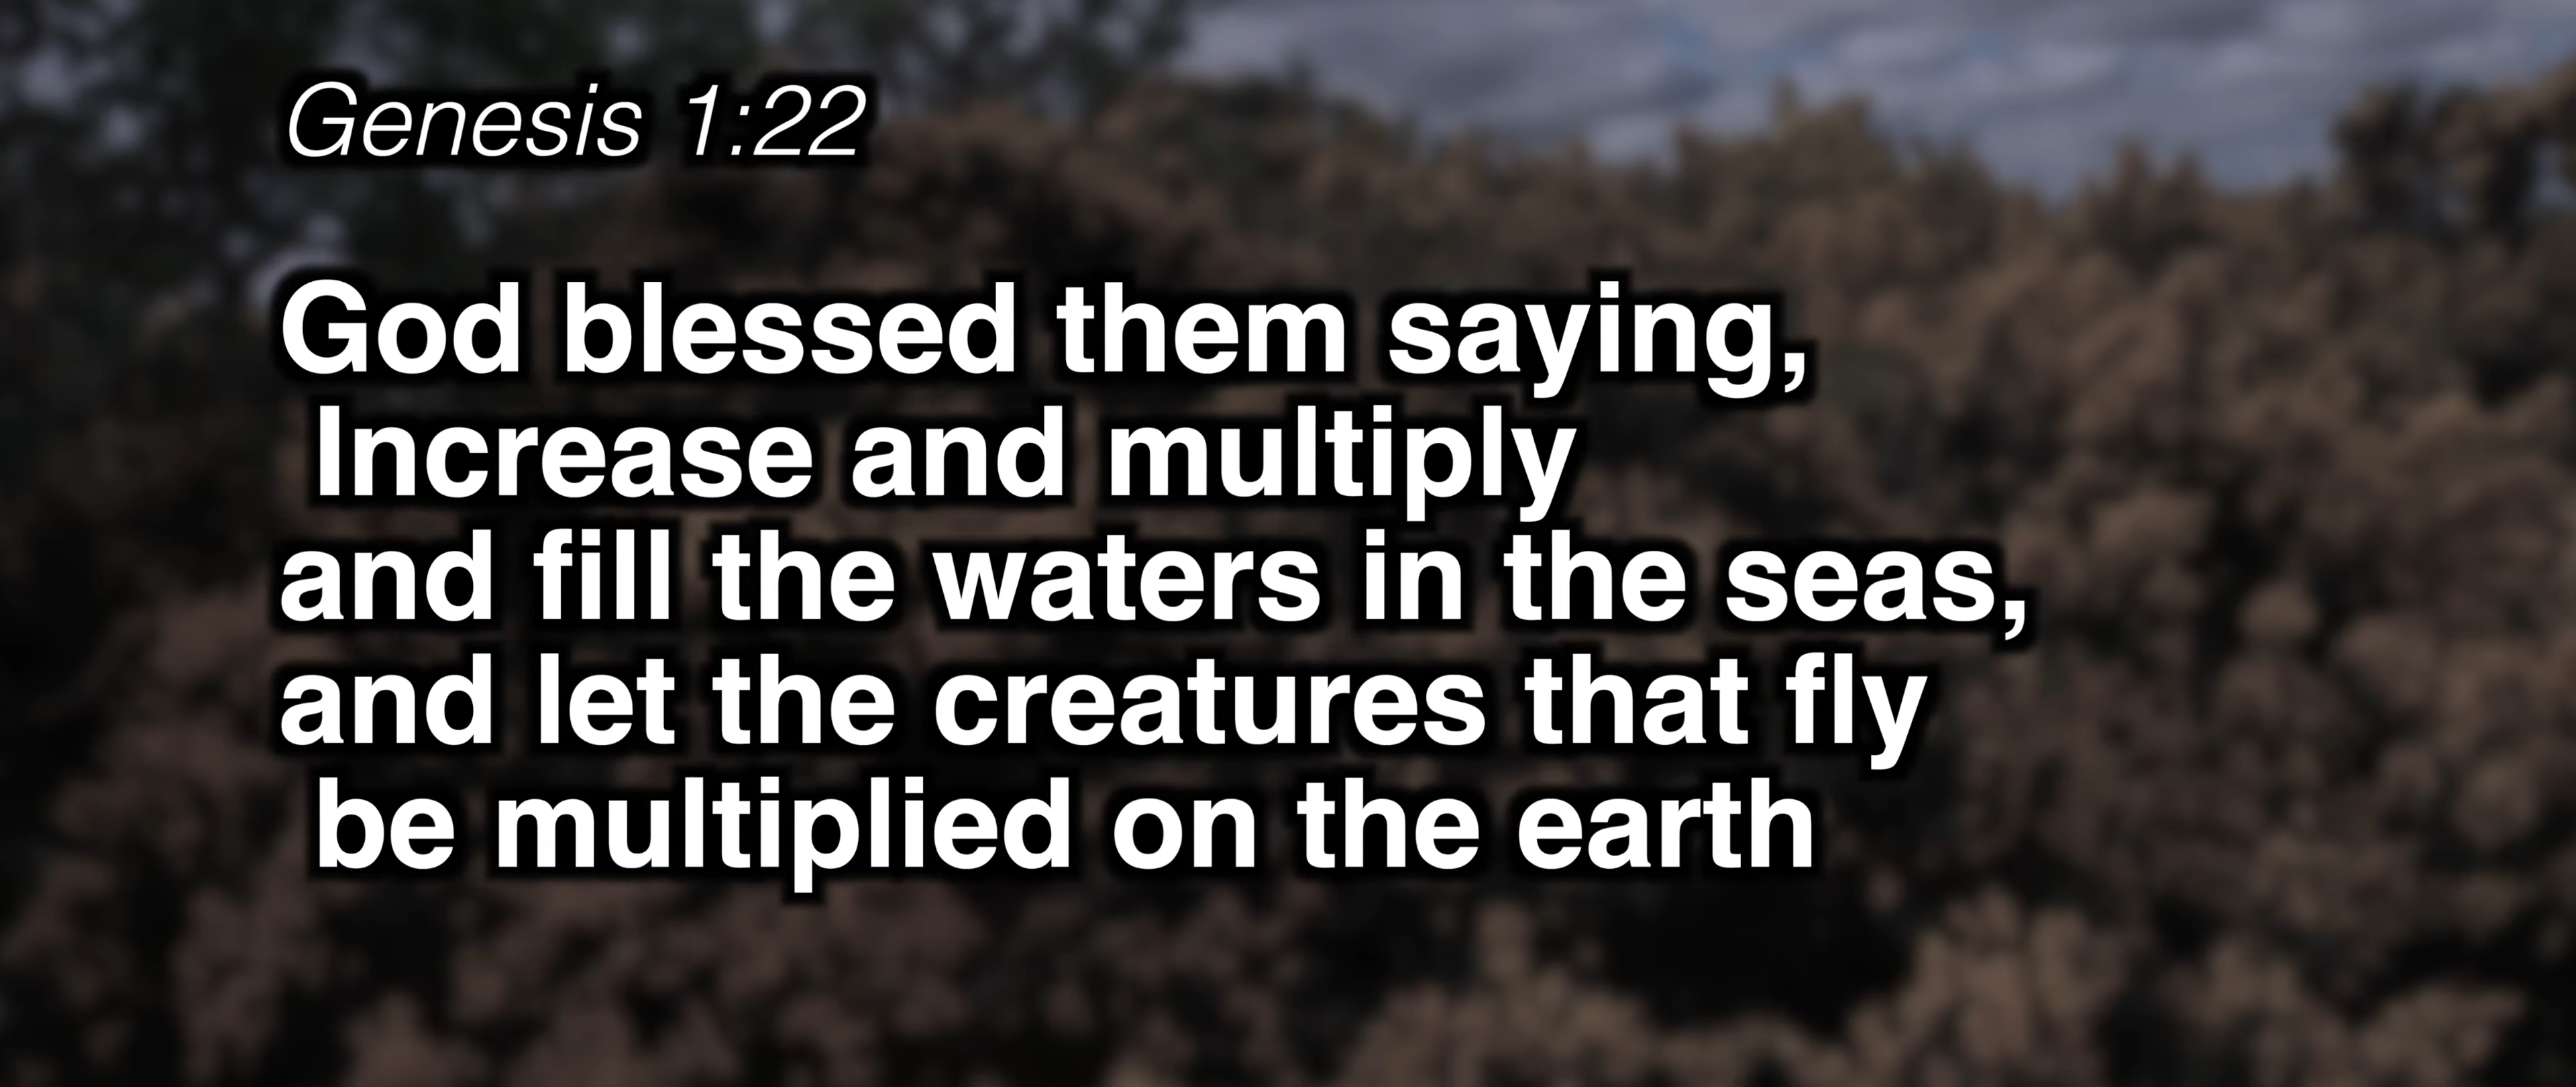 Genesis 1:22
God blessed them saying,
Increase and multiply
and fill the waters in the seas,
and let the creatures that fly
be multiplied on the earth